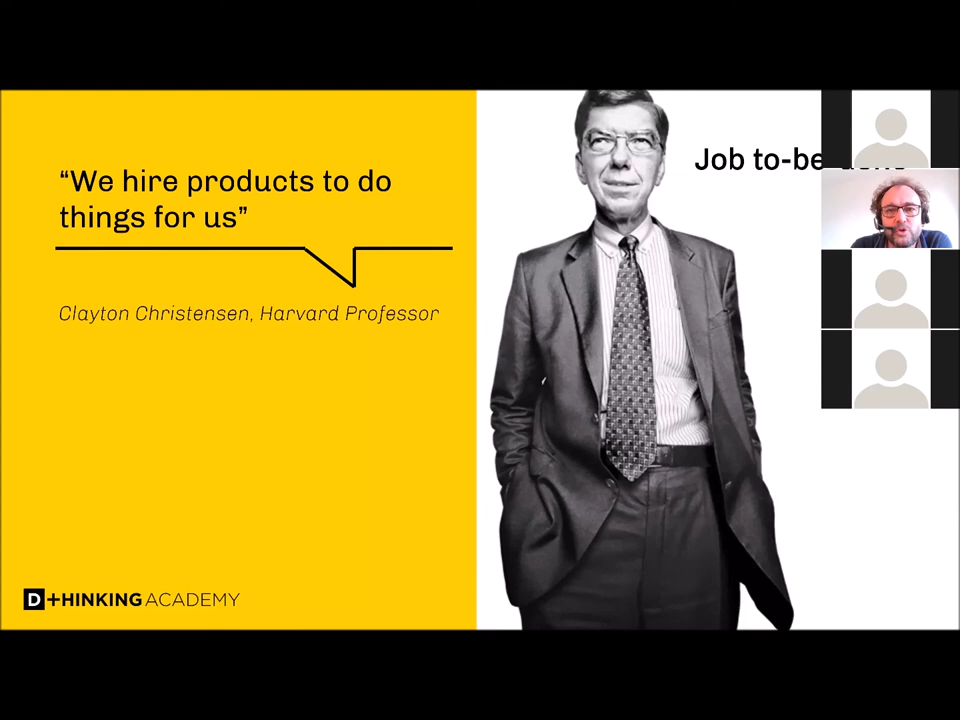 “We hire products to do
things for us”
Clayton Christensen, Harvard Professor
Job to-be
D+HINKING ACADEMY